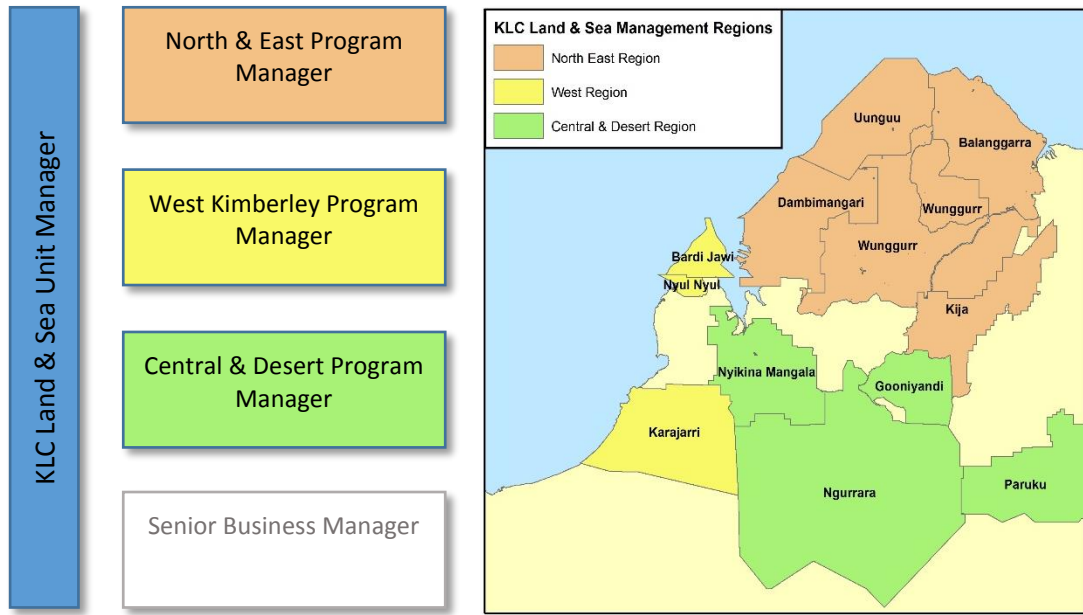 KLC Land & Sea Unit Manager
North & East Program
Manager
West Kimberley Program
Manager
Central & Desert Program
Manager
Senior Business Manager
KLC Land & Sea Management Regions
North East Region
West Region
Central & Desert Region
Uunguu
Balanggarra
Dambimangari
Wunggurr
Wunggurr
Bardi Jawi
Nyul Nyul
Kija
Nyikina Mangala
Gooniyandi
Karajarri
Ngurrara
Paruku